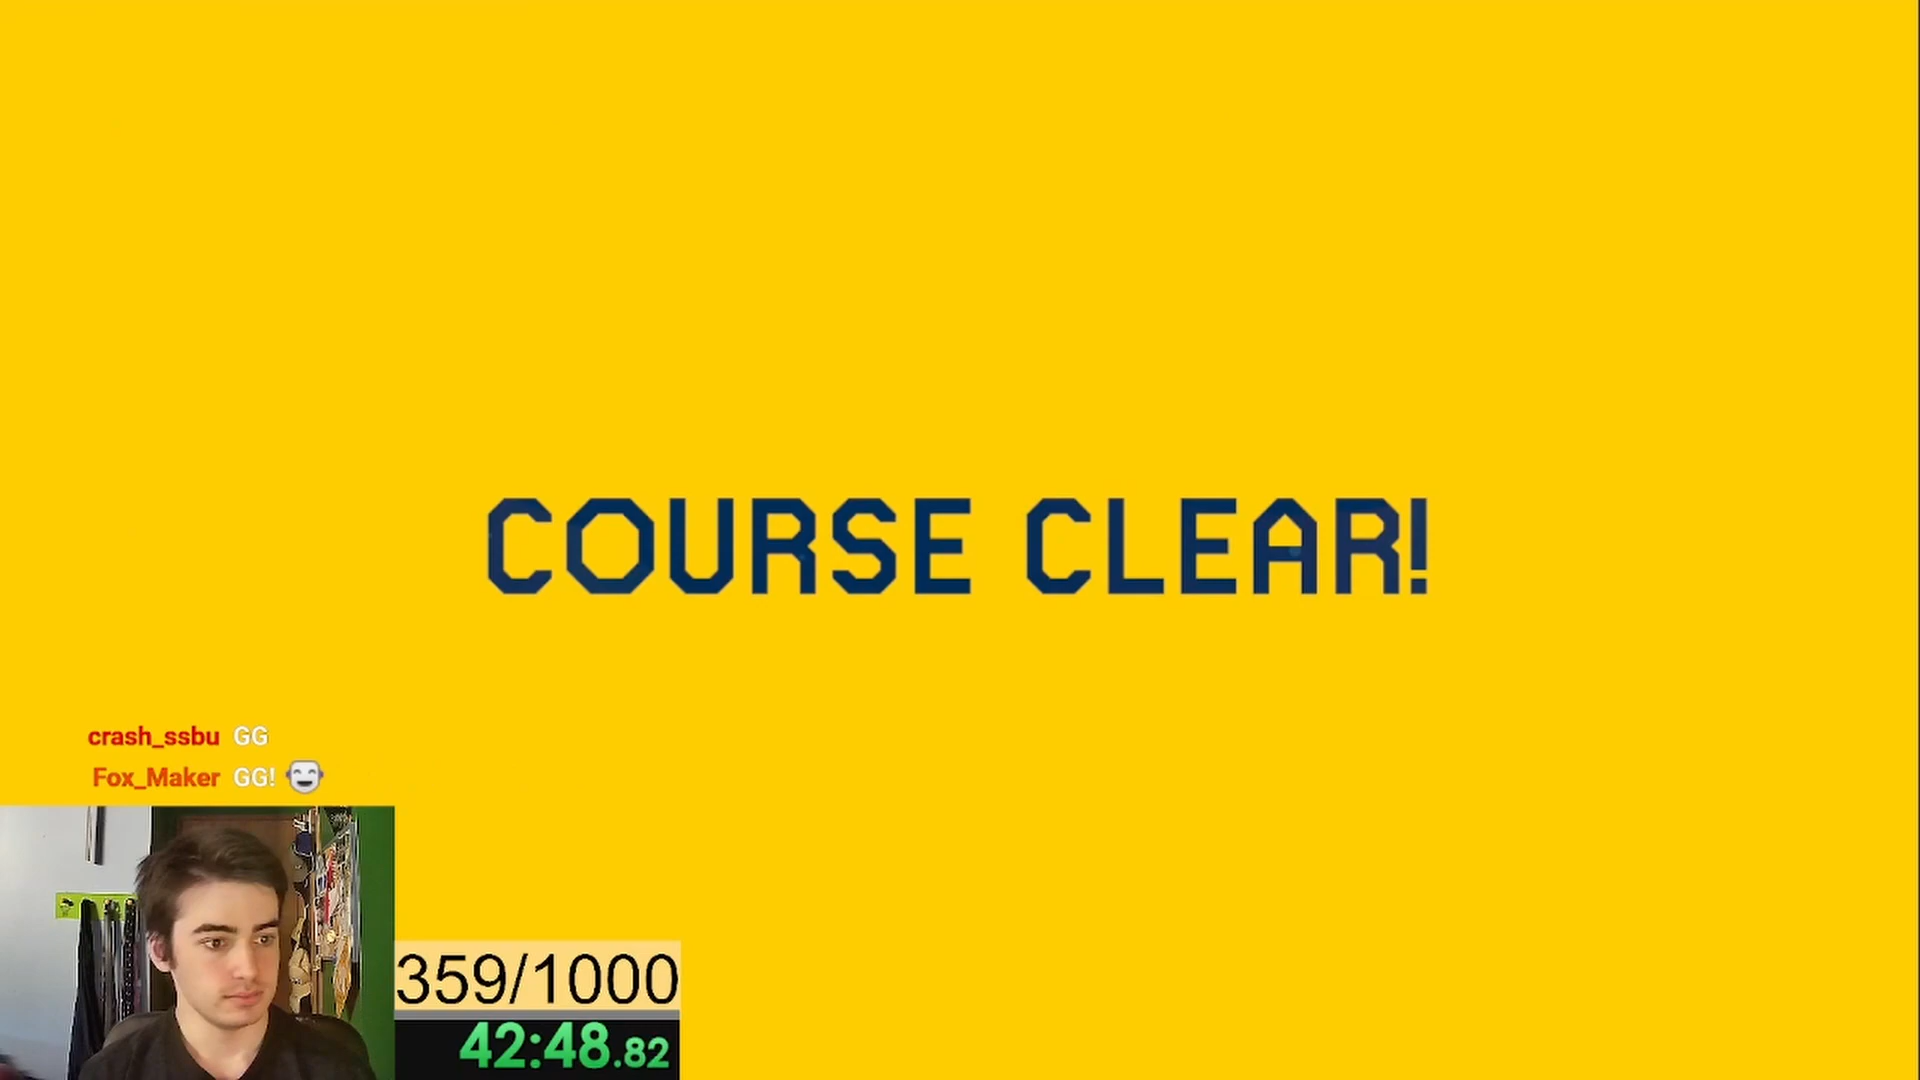 COURSE CLEAR!
crash_ssbu GG
Fox_Maker GG!
359/1000
42:48.82